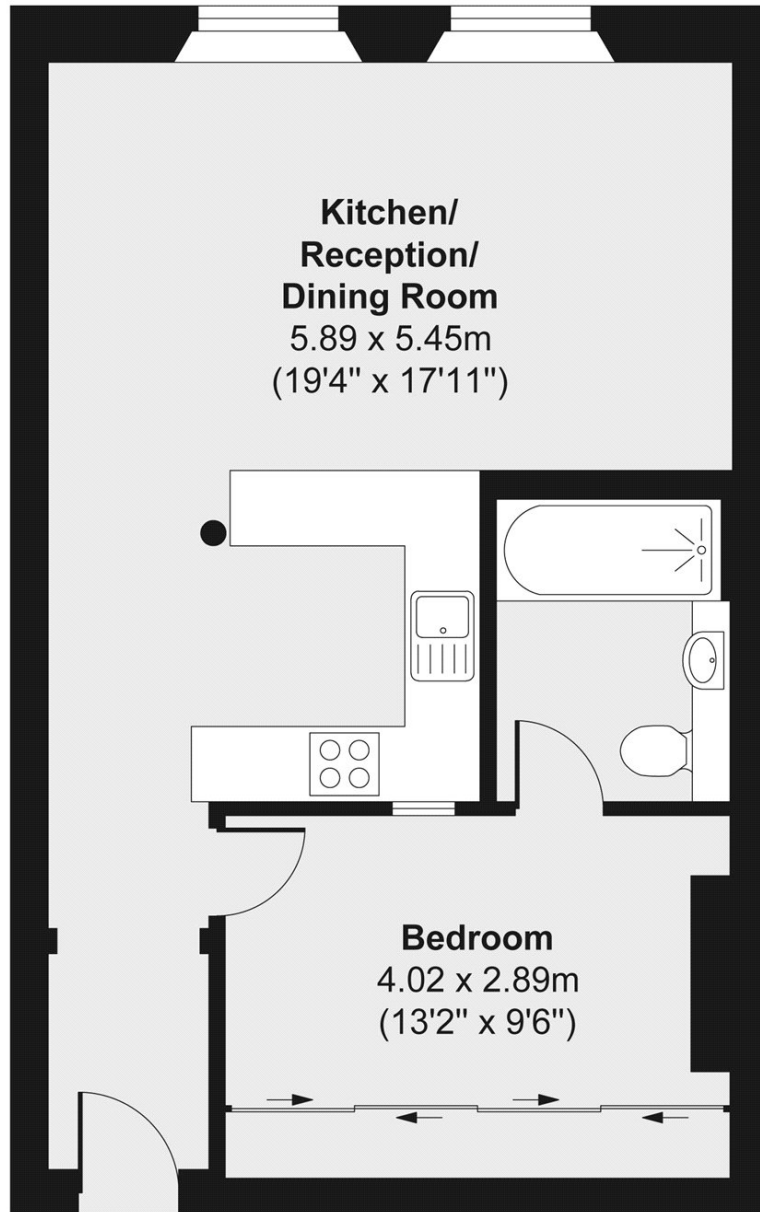 Kitchen/
Reception/
Dining Room
5.89 x 5.45m
(19'4" x 17'11")
Bedroom
4.02 x 2.89m
(13'2" x 9'6")